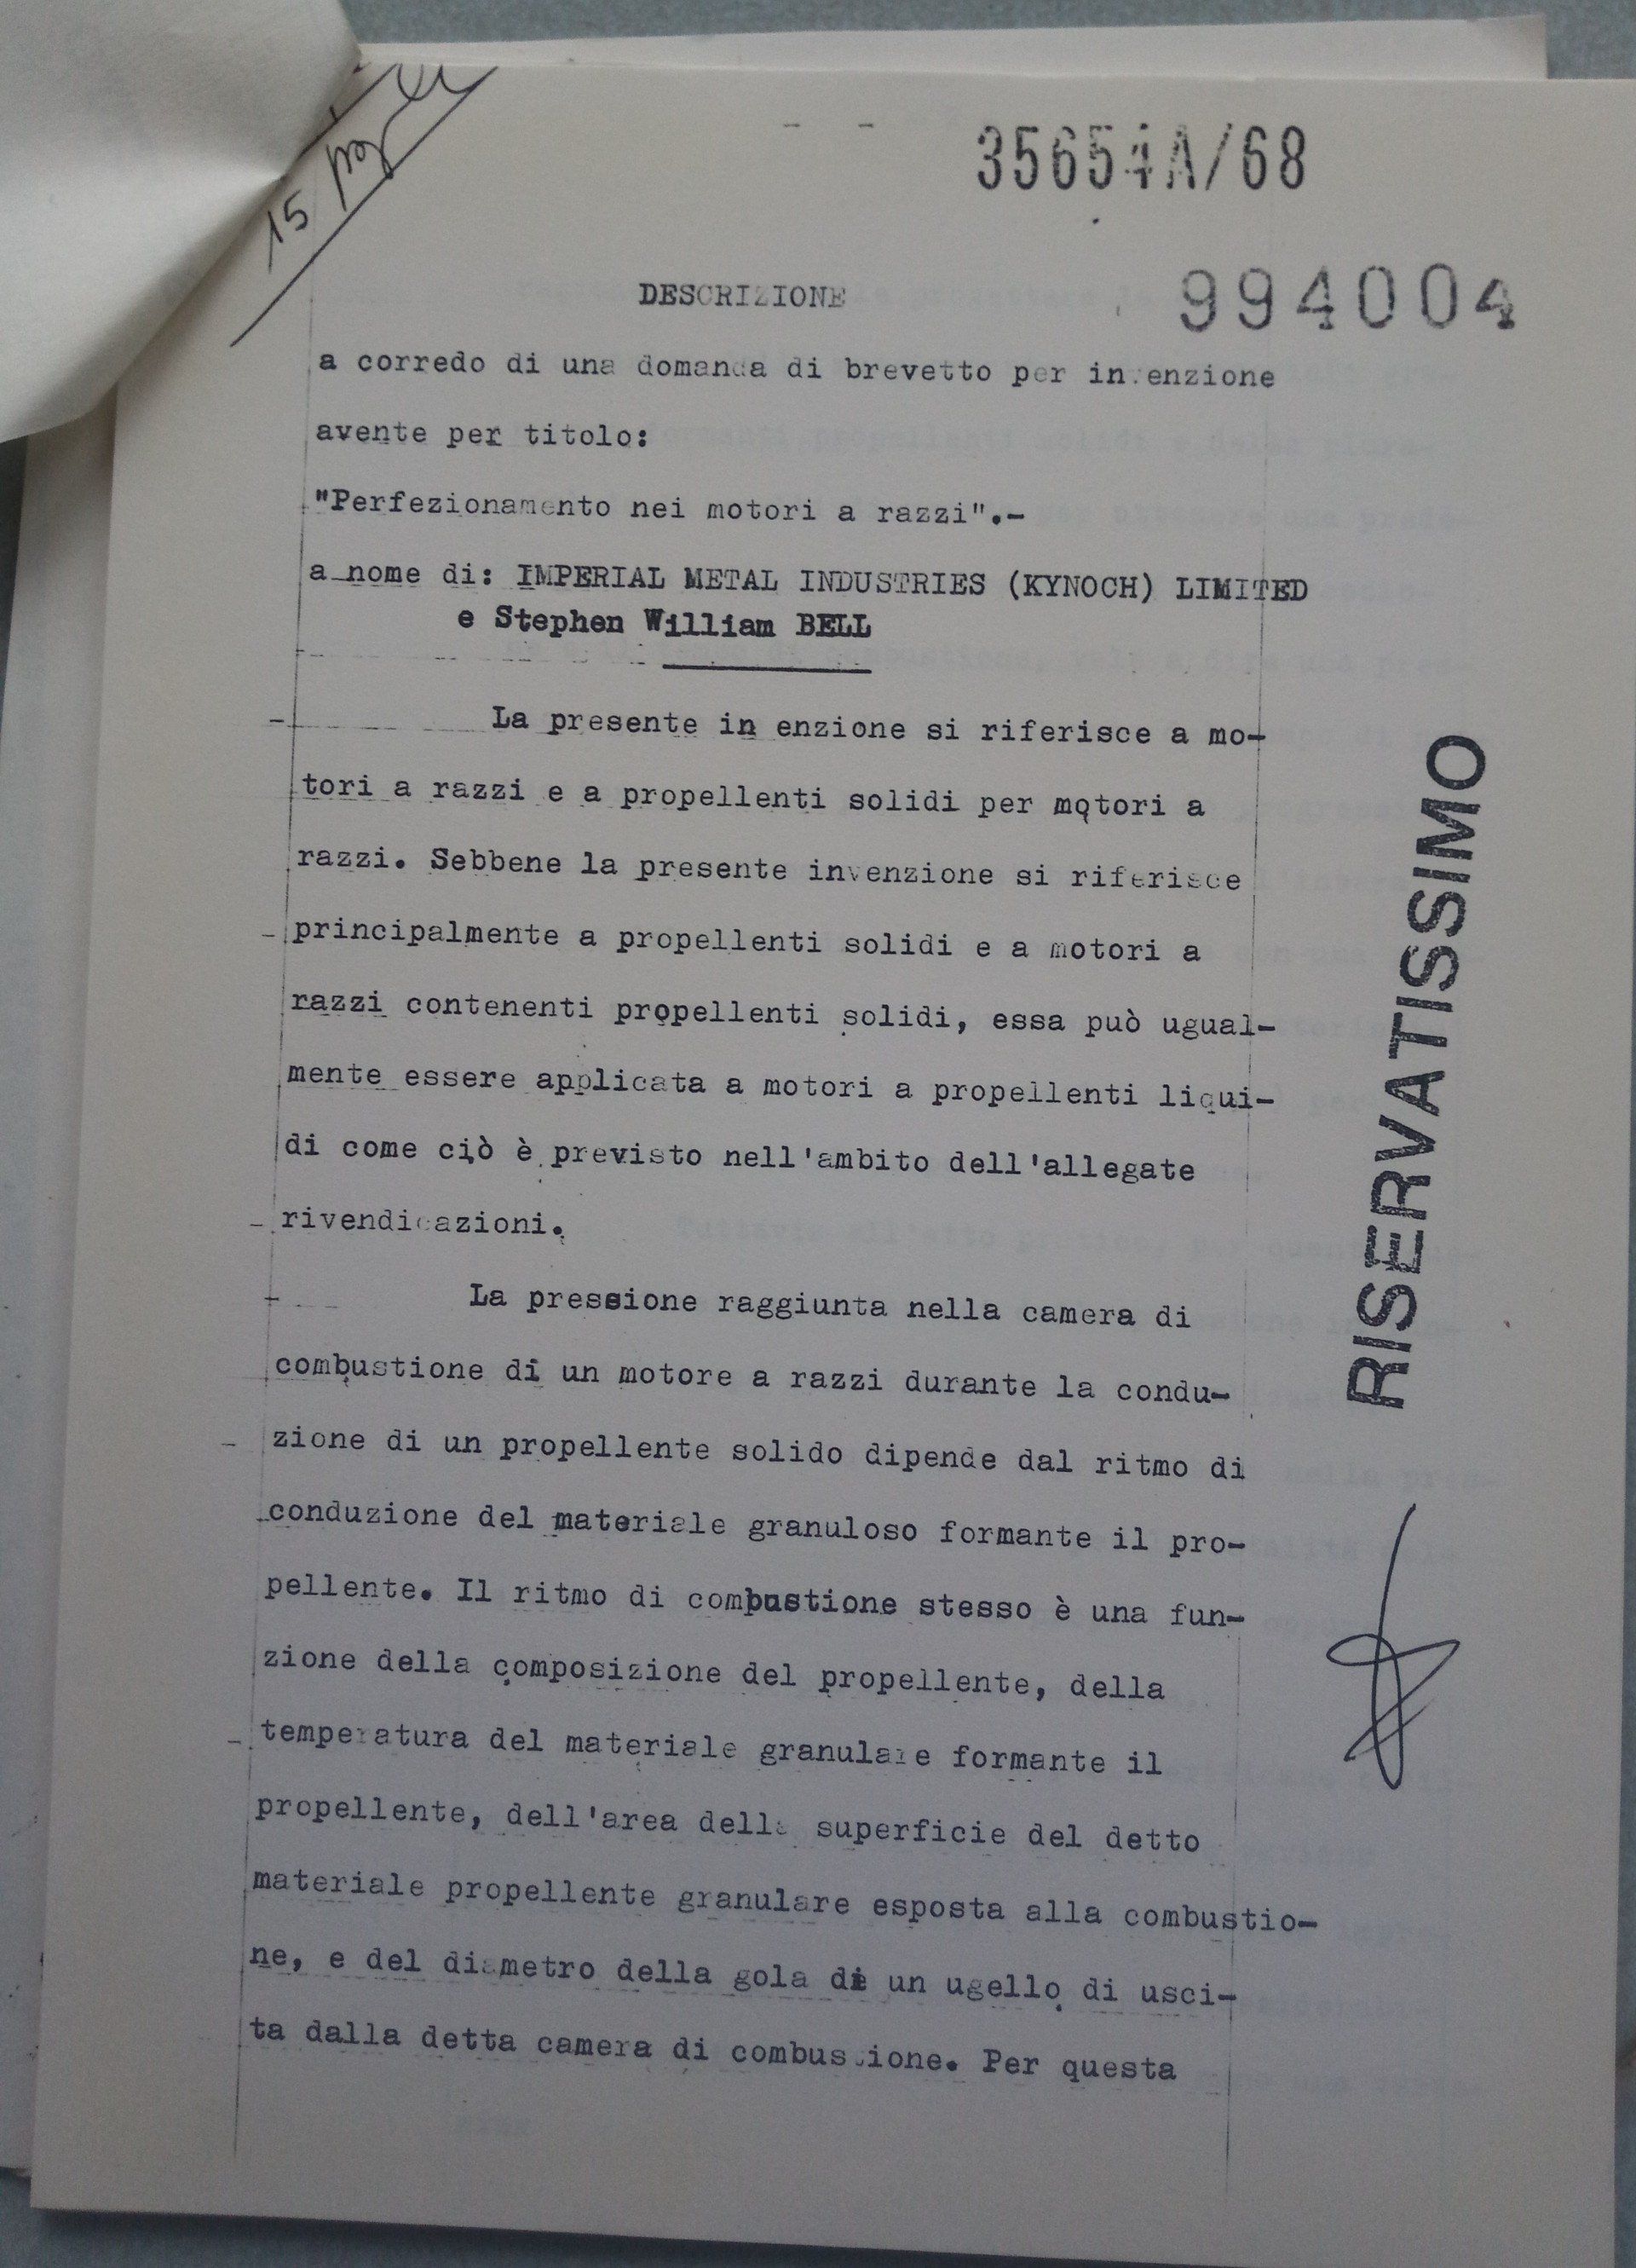 15 pag
35654A/68
994004
DESCRIZIONE
a corredo di una domanda di brevetto per invenzione
avente per titolo:
"Perfezionamento nei motori a razzi".-
a nome di: IMPERIAL METAL INDUSTRIES (KYNOCH) LIMITED
e Stephen William BELL
La presente in enzione si riferisce a mo-
tori a razzi e a propellenti solidi per motori a
razzi. Sebbene la presente invenzione si riferisce
principalmente a propellenti solidi e a motori a
razzi contenenti propellenti solidi, essa può ugual-
mente essere applicata a motori a propellenti liqui-
di come ciò è previsto nell'ambito dell'allegate
rivendicazioni.
La pressione raggiunta nella camera di
combustione di un motore a razzi durante la condu-
zione di un propellente solido dipende dal ritmo di
conduzione del materiale granuloso formante il pro-
pellente. Il ritmo di combustione stesso è una fun-
zione della composizione del propellente, della
temperatura del materiale granulare formante il
propellente, dell'area della superficie del detto
materiale propellente granulare esposta alla combustio-
ne, e del diametro della gola di un ugello di usci-
ta dalla detta camera di combustione. Per questa
RISERVATISSIMO